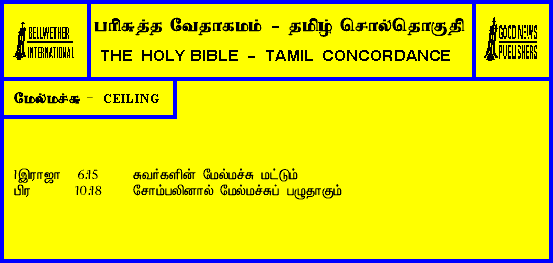 BELLWETHER
INTERNATIONAL
பரிசுத்த வேதாகமம் - தமிழ் சொல்தொகுதி
THE HOLY BIBLE - TAMIL CONCORDANCE
GOOD NEWS
PUBLISHERS
மேல்மச்சு - CEILING
1இராஜா 6:15 சுவர்களின் மேல்மச்சு மட்டும்
பிர 10:18 சோம்பலினால் மேல்மச்சுப் பழுதாகும்